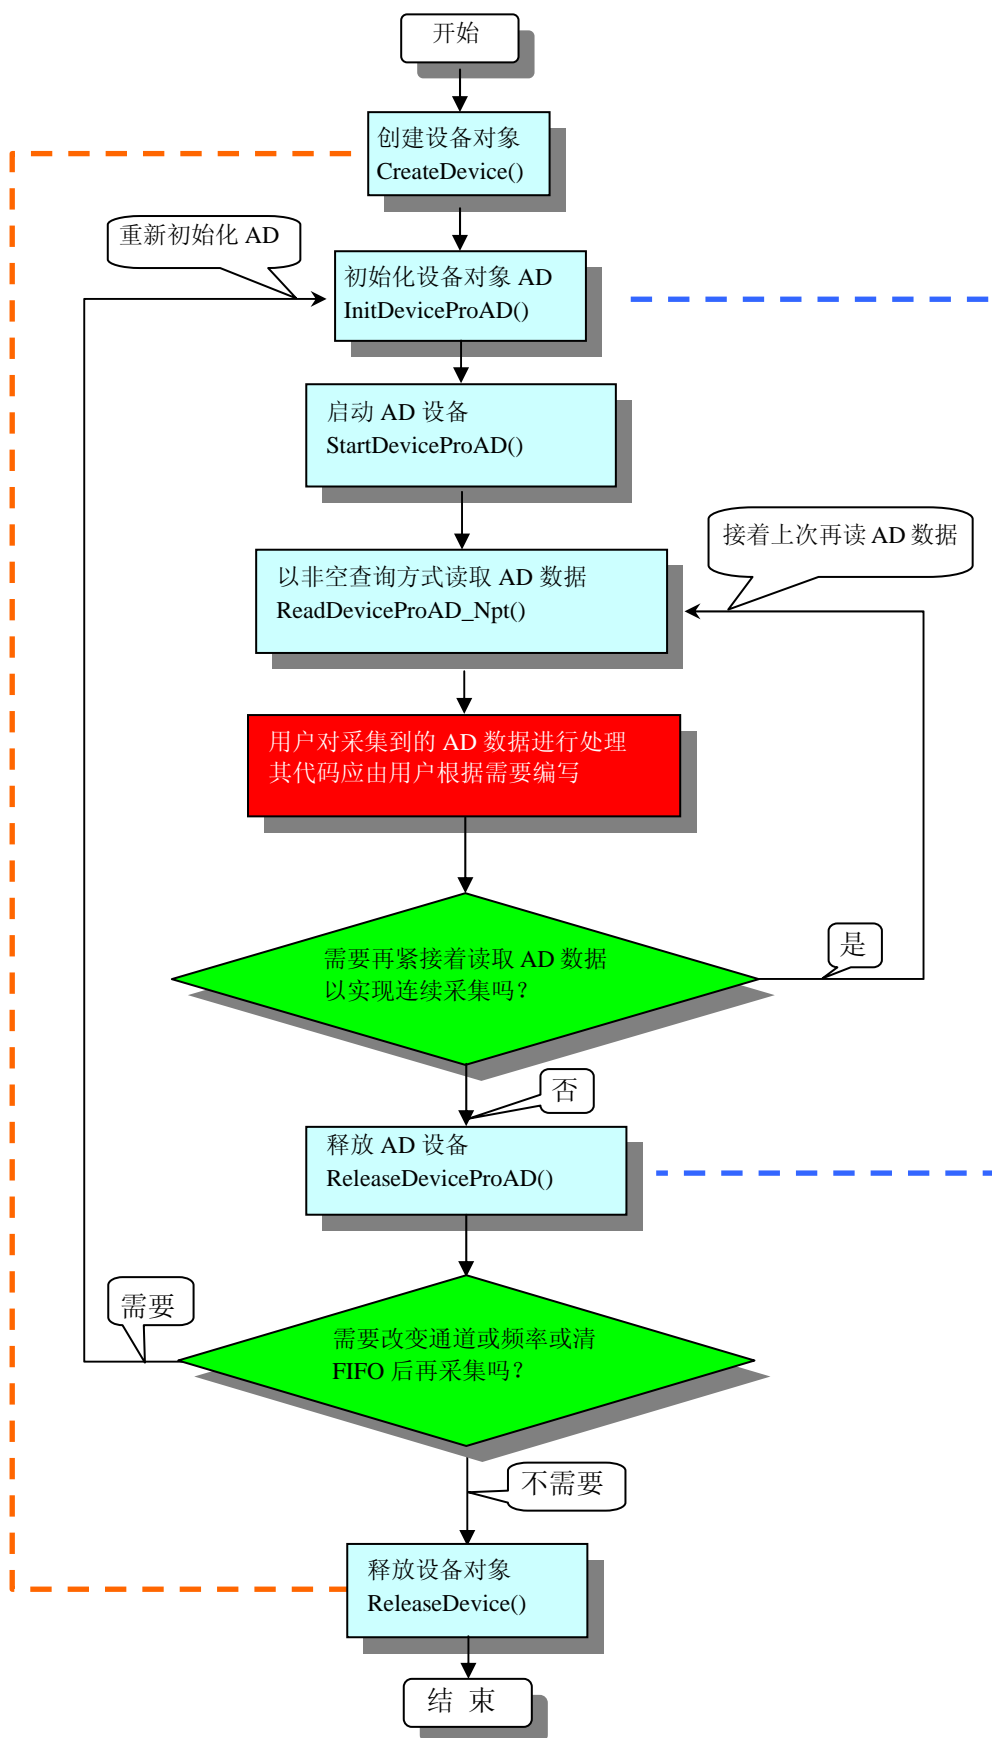 开始
创建设备对象
CreateDevice()
重新初始化 AD
初始化设备对象 AD
InitDeviceProAD()
启动 AD 设备
StartDeviceProAD()
接着上次再读 AD 数据
以非空查询方式读取 AD 数据
ReadDeviceProAD_Npt()
用户对采集到的 AD 数据进行处理
其代码应由用户根据需要编写
是
需要再紧接着读取 AD 数据
以实现连续采集吗？
否
释放 AD 设备
ReleaseDeviceProAD()
需要
需要改变通道或频率或清
FIFO 后再采集吗？
不需要
释放设备对象
ReleaseDevice()
结 束